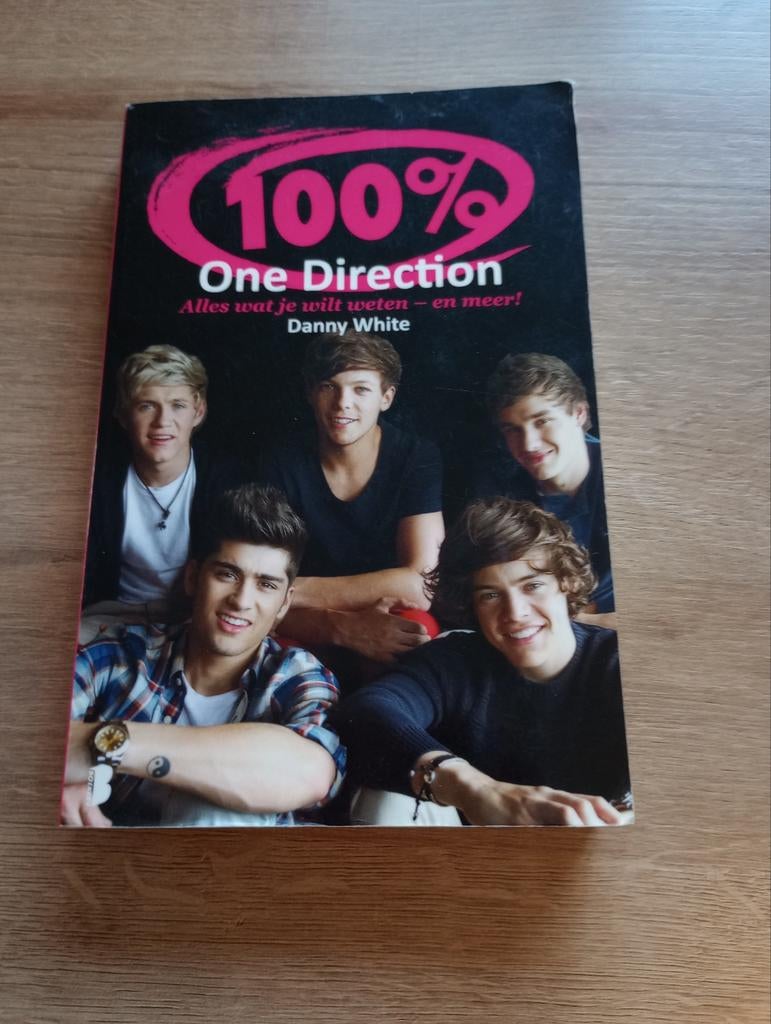 100%
One Direction
Alles wat je wilt weten – en meer!
Danny White